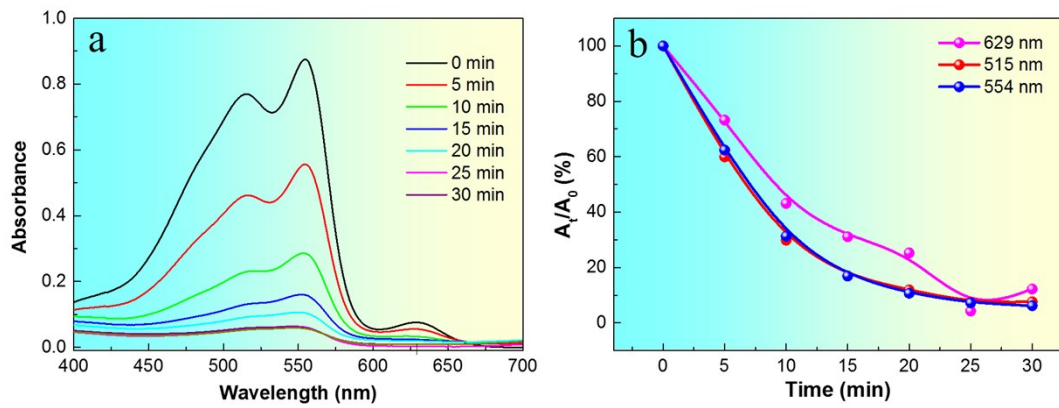 a
1.0
0.8
0.6
0.4
0.2
0.0
Absorbance
400
450
500
550
600
650
700
Wavelength (nm)
0 min
5 min
10 min
15 min
20 min
25 min
30 min
b
100
80
60
40
20
0
Aₜ/A₀ (%)
0
5
10
15
20
25
30
Time (min)
629 nm
515 nm
554 nm